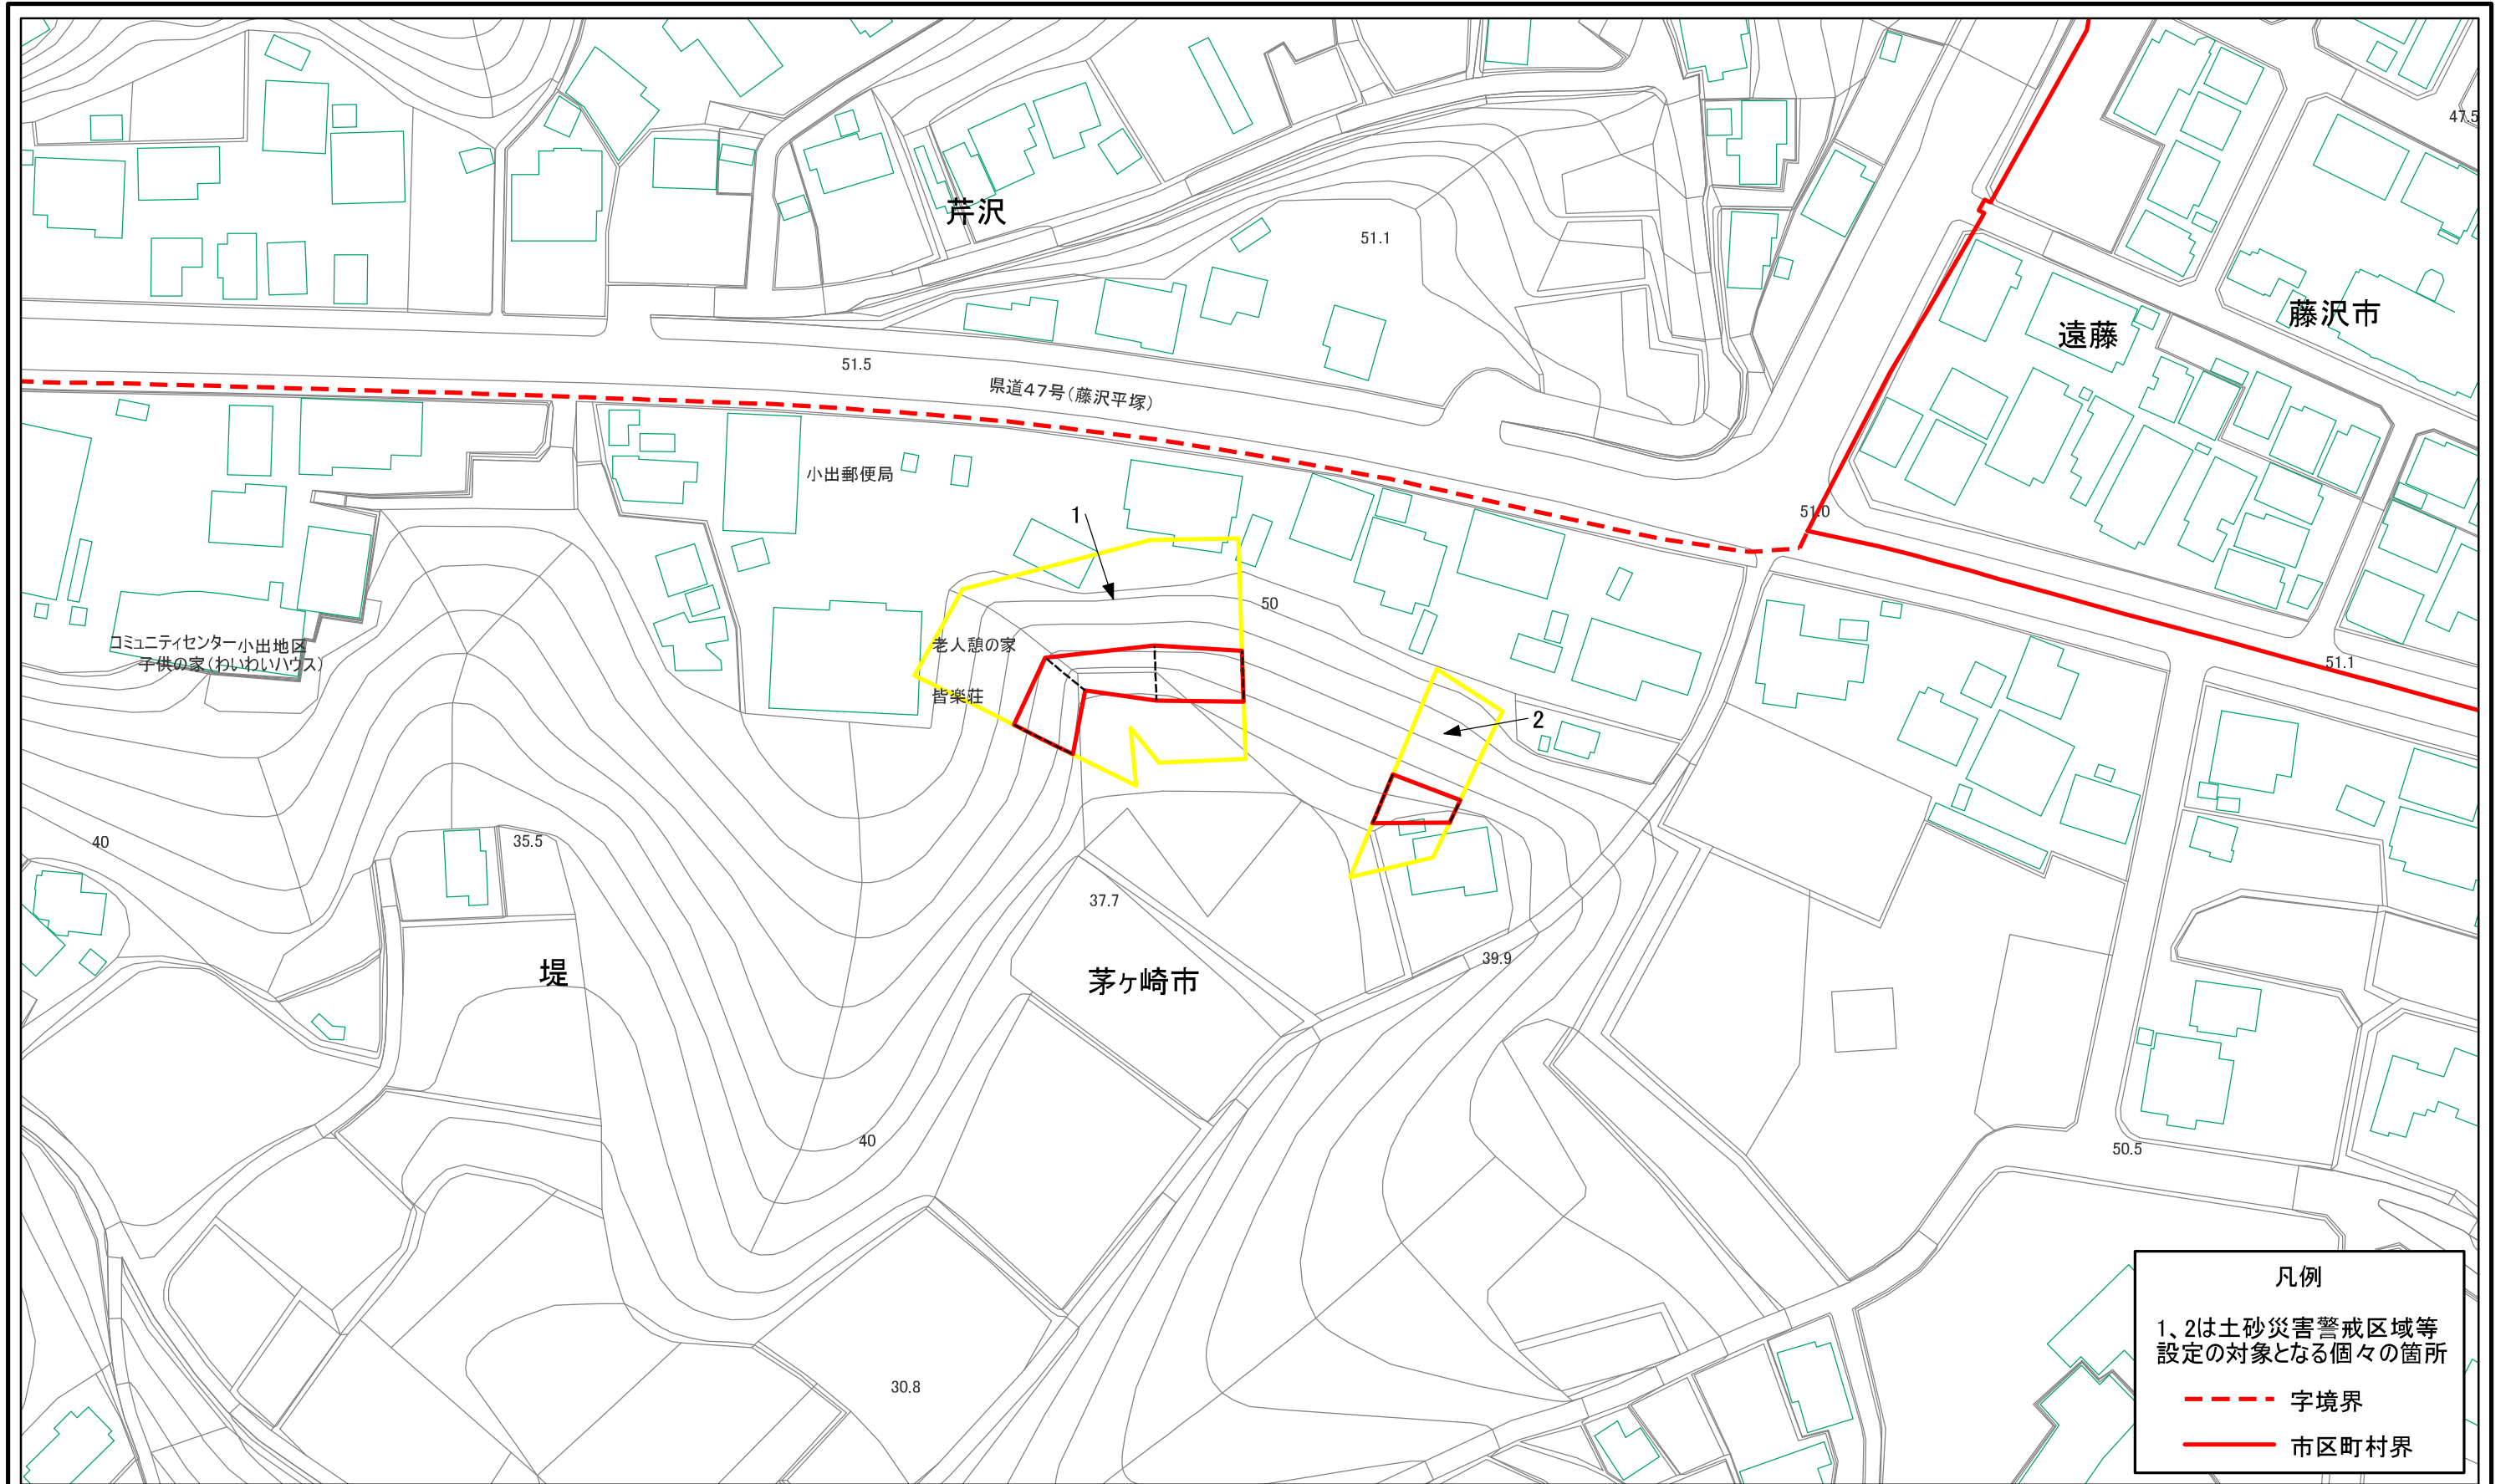 47.5
芹沢
51.1
藤沢市
遠藤
51.5
県道47号(藤沢平塚)
小出郵便局
1
51.0
50
コミュニティセンター小出地区
子供の家(わいわいハウス)
老人憩の家
51.1
皆楽荘
2
40
35.5
37.7
39.9
堤
茅ヶ崎市
40
50.5
30.8
凡例
1、2は土砂災害警戒区域等
設定の対象となる個々の箇所
字境界
市区町村界